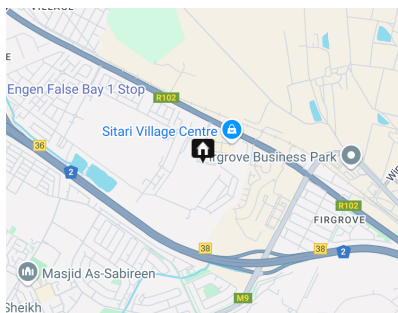 VILLAGE
E
Engen False Bay 1 Stop
R102
Sitari Village Centre
36
irgrove Business Park
2
R102
FIRGROVE
38
38
2
Masjid As-Sabireen
M9
Sheikh